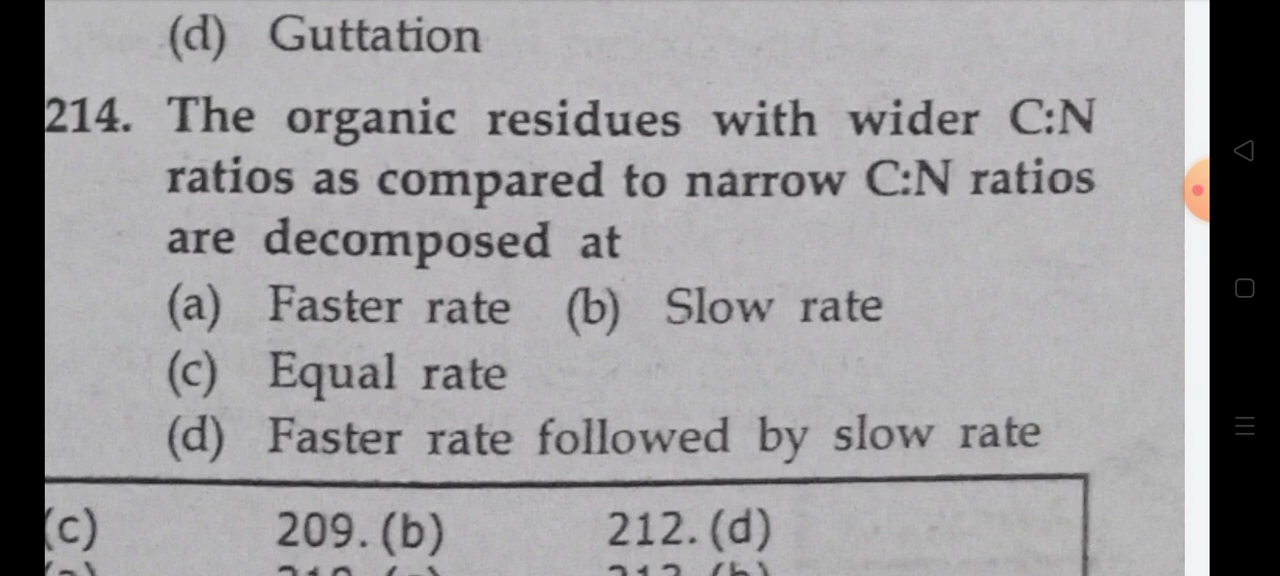 (d) Guttation
214. The organic residues with wider C:N
ratios as compared to narrow C:N ratios
are decomposed at
(a) Faster rate (b) Slow rate
(c) Equal rate
(d) Faster rate followed by slow rate
(c) 209. (b) 212. (d)